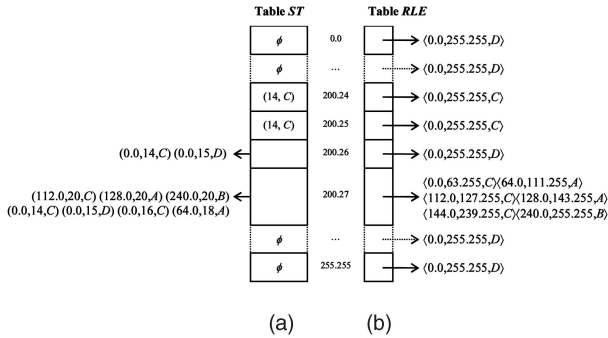 Table ST Table RLE
ϕ 0.0 ⟨0.0,255.255,D⟩
ϕ ... ⟨0.0,255.255,D⟩
(14, C) 200.24 ⟨0.0,255.255,C⟩
(14, C) 200.25 ⟨0.0,255.255,C⟩
(0.0,14,C) (0.0,15,D) 200.26 ⟨0.0,255.255,D⟩
⟨0.0,63.255,C⟩⟨64.0,111.255,A⟩
(112.0,20,C) (128.0,20,A) (240.0,20,B) 200.27 ⟨112.0,127.255,C⟩⟨128.0,143.255,A⟩
(0.0,14,C) (0.0,15,D) (0.0,16,C) (64.0,18,A) ⟨144.0,239.255,C⟩⟨240.0,255.255,B⟩
ϕ ... ⟨0.0,255.255,D⟩
ϕ 255.255 ⟨0.0,255.255,D⟩
(a) (b)